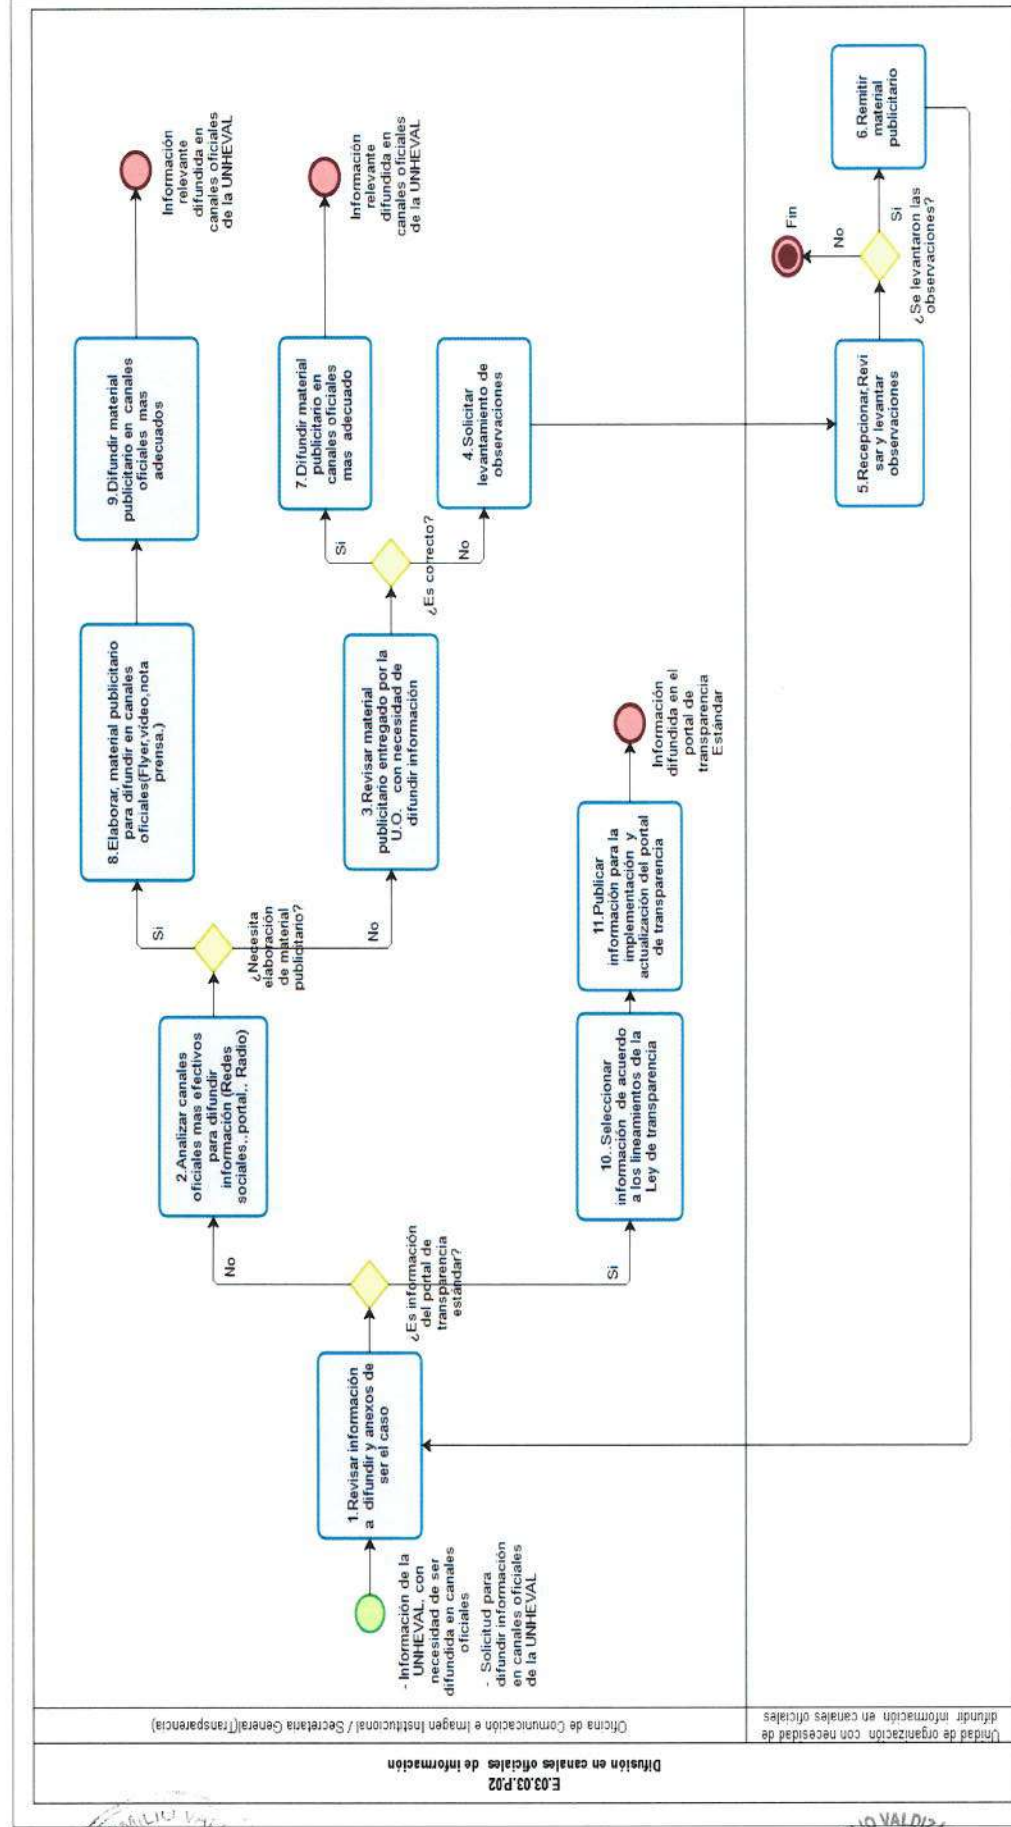 E.03.03.P.02
Difusión en canales oficiales de información
Oficina de Comunicación e Imagen Institucional / Secretaria General(Transparencia)
Unidad de organización con necesidad de
difundir información en canales oficiales
- Información de la
UNHEVAL, con
necesidad de ser
difundida en canales
oficiales
- Solicitud para
difundir información
en canales oficiales
de la UNHEVAL
1.Revisar información
a difundir y anexos de
ser el caso
¿Es información
del portal de
transparencia
estándar?
No
Si
2.Analizar canales
oficiales mas efectivos
para difundir
información (Redes
sociales,.portal,. Radio)
¿Necesita
elaboración
de material
publicitario?
Si
No
8.Elaborar, material publicitario
para difundir en canales
oficiales(Flyer,vídeo,nota
prensa.)
9.Difundir material
publicitario en canales
oficiales mas
adecuados
Información
relevante
difundida en
canales oficiales
de la UNHEVAL
3.Revisar material
publicitario entregado por la
U.O. con necesidad de
difundir información
¿Es correcto?
Si
No
7.Difundir material
publicitario en
canales oficiales
mas adecuado
Información
relevante
difundida en
canales oficiales
de la UNHEVAL
4.Solicitar
levantamiento de
observaciones
10..Seleccionar
información de acuerdo
a los lineamientos de la
Ley de transparencia
11.Publicar
información para la
implementación y
actualización del portal
de transparencia
Información
difundida en el
portal de
transparencia
Estándar
5.Recepcionar,Revi
sar y levantar
observaciones
¿Se levantaron las
observaciones?
No
Fin
Si
6.Remitir
material
publicitario